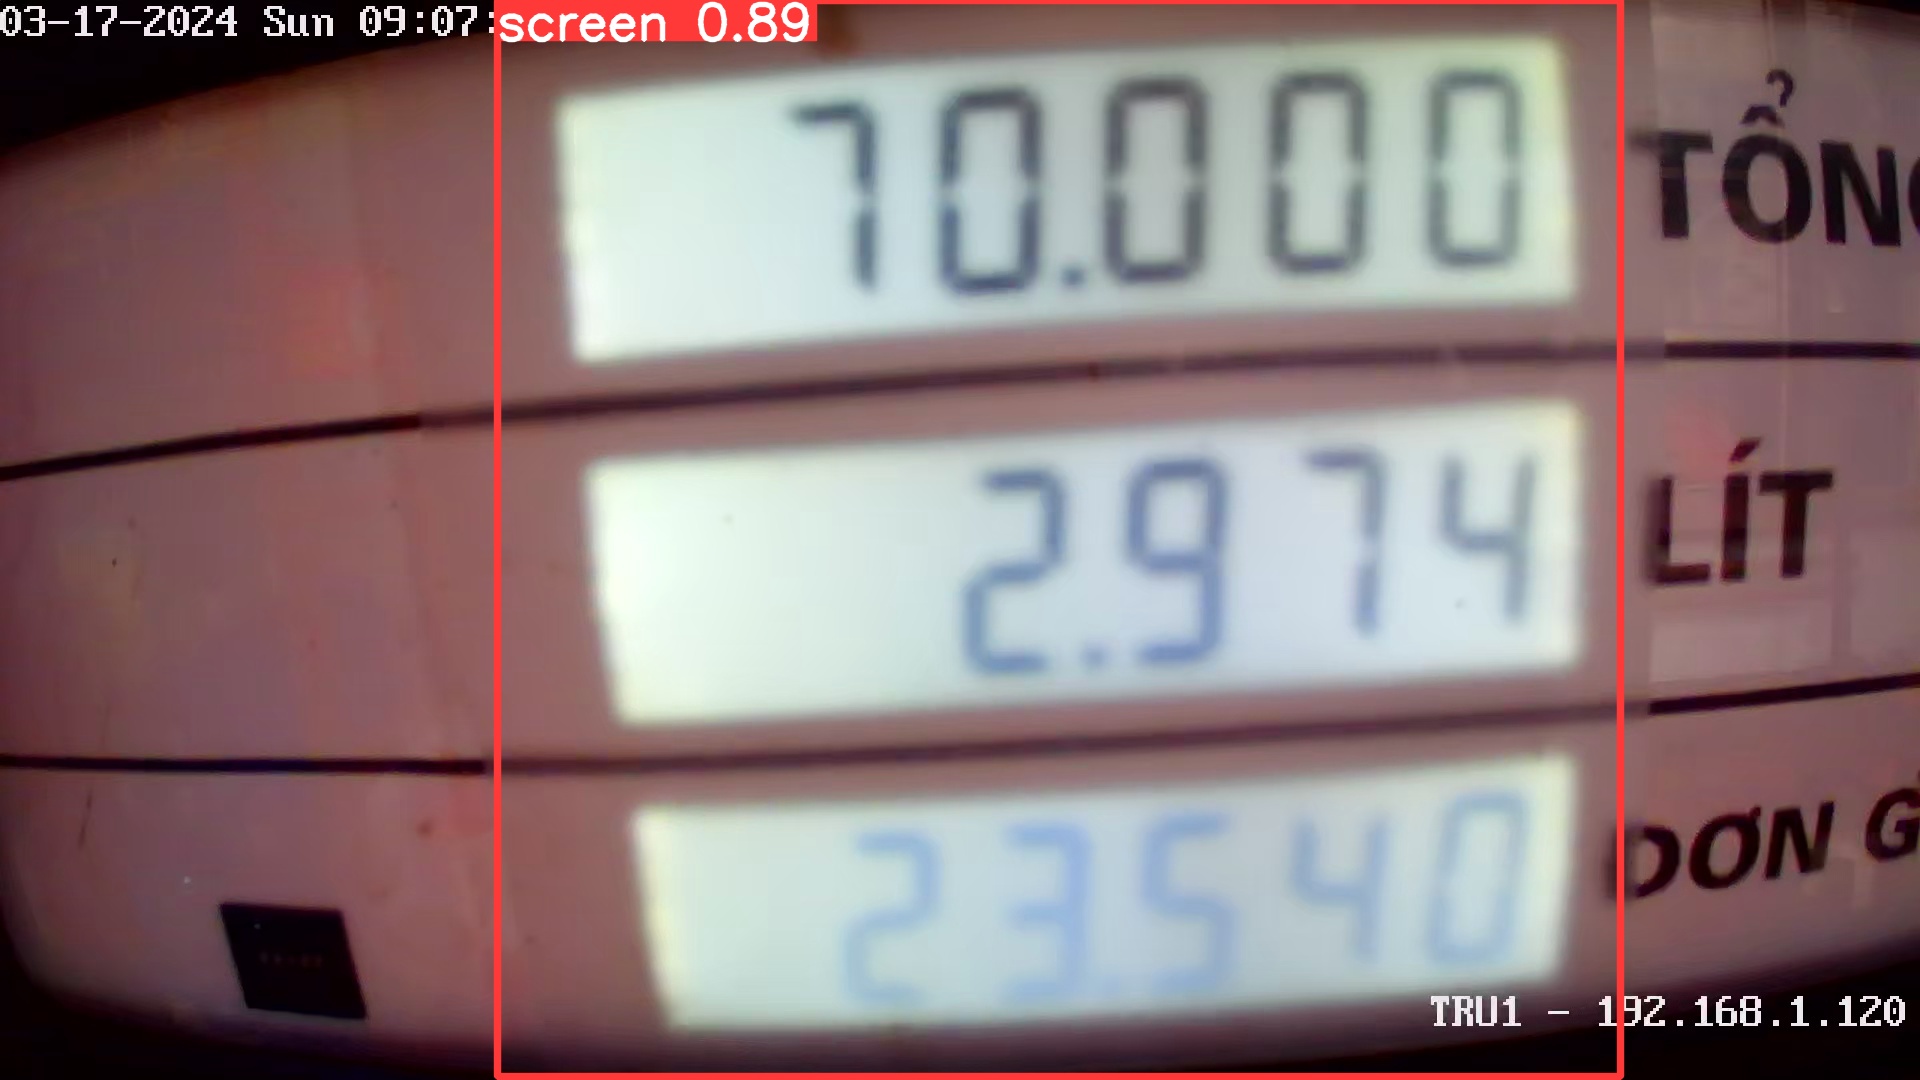 03-17-2024 Sun 09:07:
screen 0.89
70.000
TỔNG
2.974
LÍT
23.540
ĐƠN G
TRU1 - 192.168.1.120